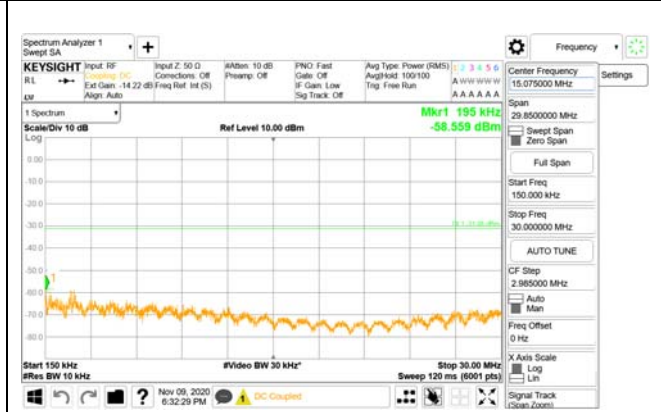 Spectrum Analyzer 1
Swept SA
Frequency
KEYSIGHT
Input: RF
Coupling: DC
Ext Gain: -14.22 dB
Align: Auto
Input Z: 50 Ω
Corrections: Off
Freq Ref: Int (S)
#Atten: 10 dB
Preamp: Off
PNO: Fast
Gate: Off
IF Gain: Low
Sig Track: Off
Avg Type: Power (RMS)
Avg|Hold: 100/100
Trig: Free Run
1 2 3 4 5 6
A W W W W W
A A A A A A
RL
1 Spectrum
Scale/Div 10 dB
Log
Ref Level 10.00 dBm
Mkr1 195 kHz
-58.559 dBm
0.00
-10.0
-20.0
-30.0
-40.0
-50.0
-60.0
-70.0
-80.0
1
Start 150 kHz
#Res BW 10 kHz
#Video BW 30 kHz*
Stop 30.00 MHz
Sweep 120 ms (6001 pts)
?
Nov 09, 2020
6:32:29 PM
DC Coupled
Settings
Center Frequency
15.075000 MHz
Span
29.8500000 MHz
Swept Span
Zero Span
Full Span
Start Freq
150.000 kHz
Stop Freq
30.000000 MHz
AUTO TUNE
CF Step
2.985000 MHz
Auto
Man
Freq Offset
0 Hz
X Axis Scale
Log
Lin
Signal Track
(Span Zoom)